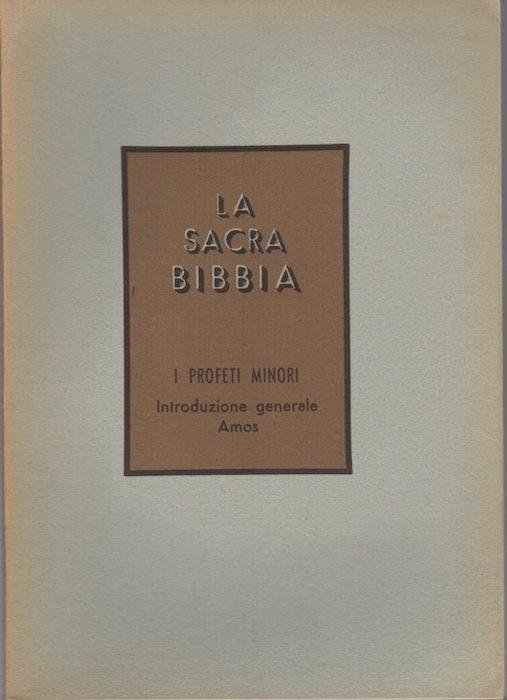 LA
SACRA
BIBBIA
I PROFETI MINORI
Introduzione generale
Amos